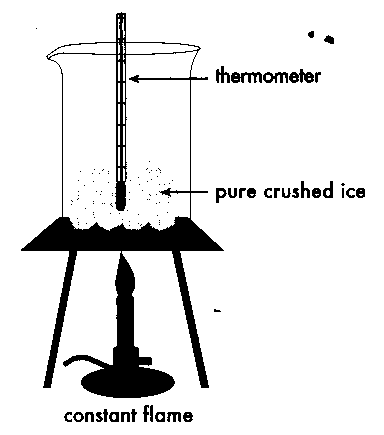 thermometer
pure crushed ice
constant flame